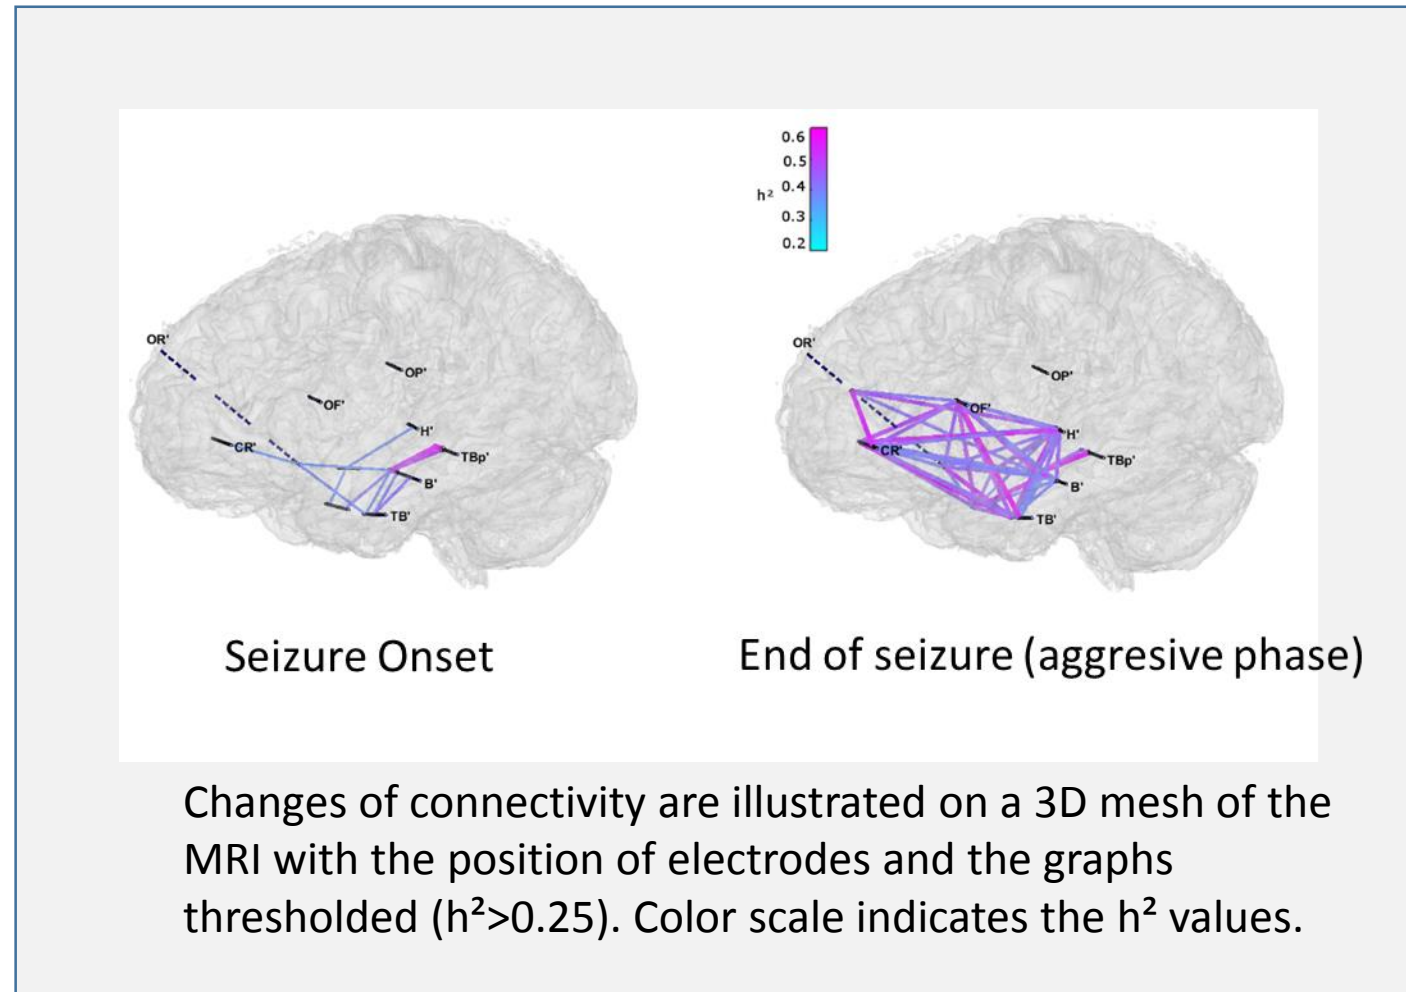 0.6
0.5
h² 0.4
0.3
0.2
OR'
OP'
OF'
H'
CR'
TBp'
B'
TB'
OR'
OP'
OF'
H'
CR'
TBp'
B'
TB'
Seizure Onset
End of seizure (aggresive phase)
Changes of connectivity are illustrated on a 3D mesh of the
MRI with the position of electrodes and the graphs
thresholded (h²>0.25). Color scale indicates the h² values.